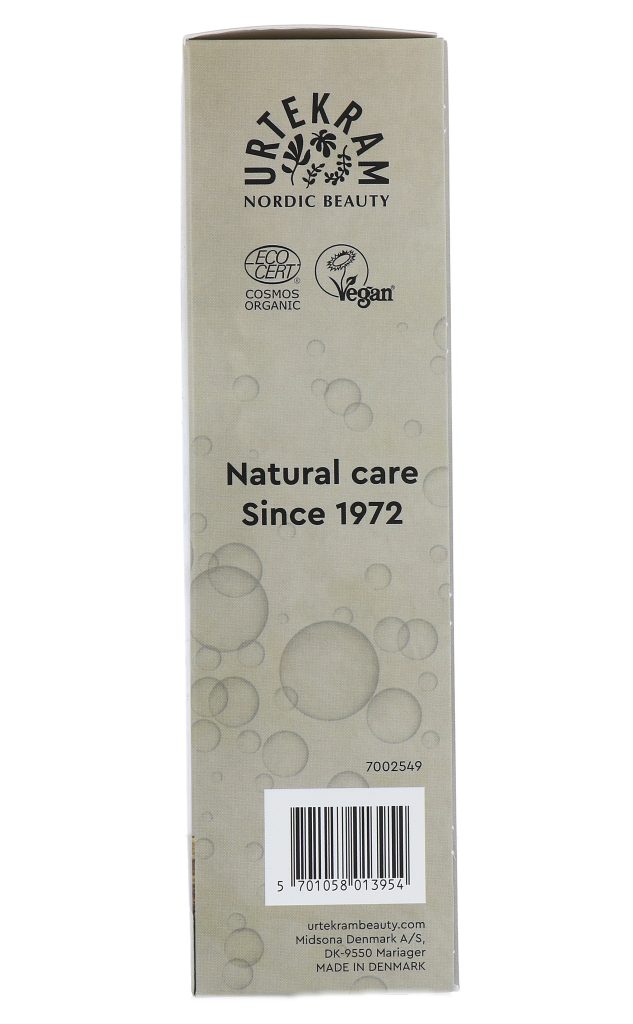 URTEKRAM
NORDIC BEAUTY
ECO
CERT
®
COSMOS
ORGANIC
Vegan®
Natural care
Since 1972
7002549
5 701058 013954
urtekrambeauty.com
Midsona Denmark A/S,
DK-9550 Mariager
MADE IN DENMARK